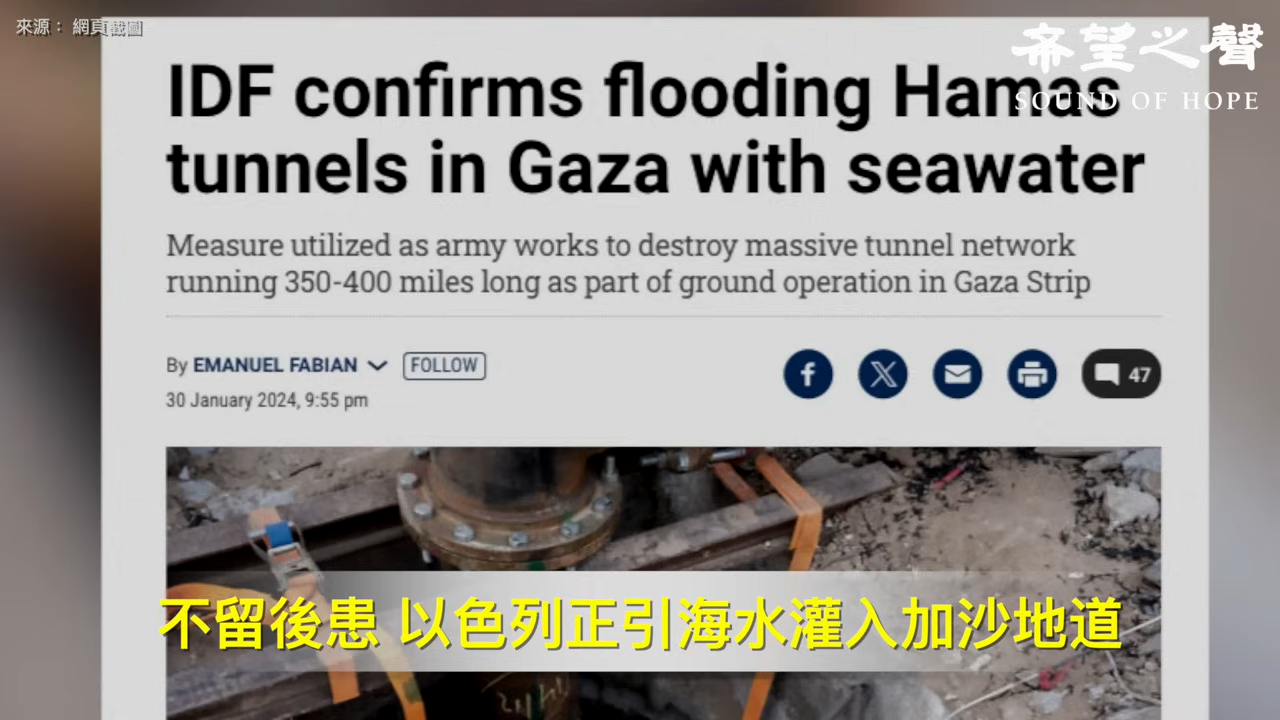 來源： 網頁截圖
希望之聲
SOUND OF HOPE
IDF confirms flooding Hamas
tunnels in Gaza with seawater
Measure utilized as army works to destroy massive tunnel network
running 350-400 miles long as part of ground operation in Gaza Strip
By EMANUEL FABIAN FOLLOW
47
30 January 2024, 9:55 pm
不留後患 以色列正引海水灌入加沙地道